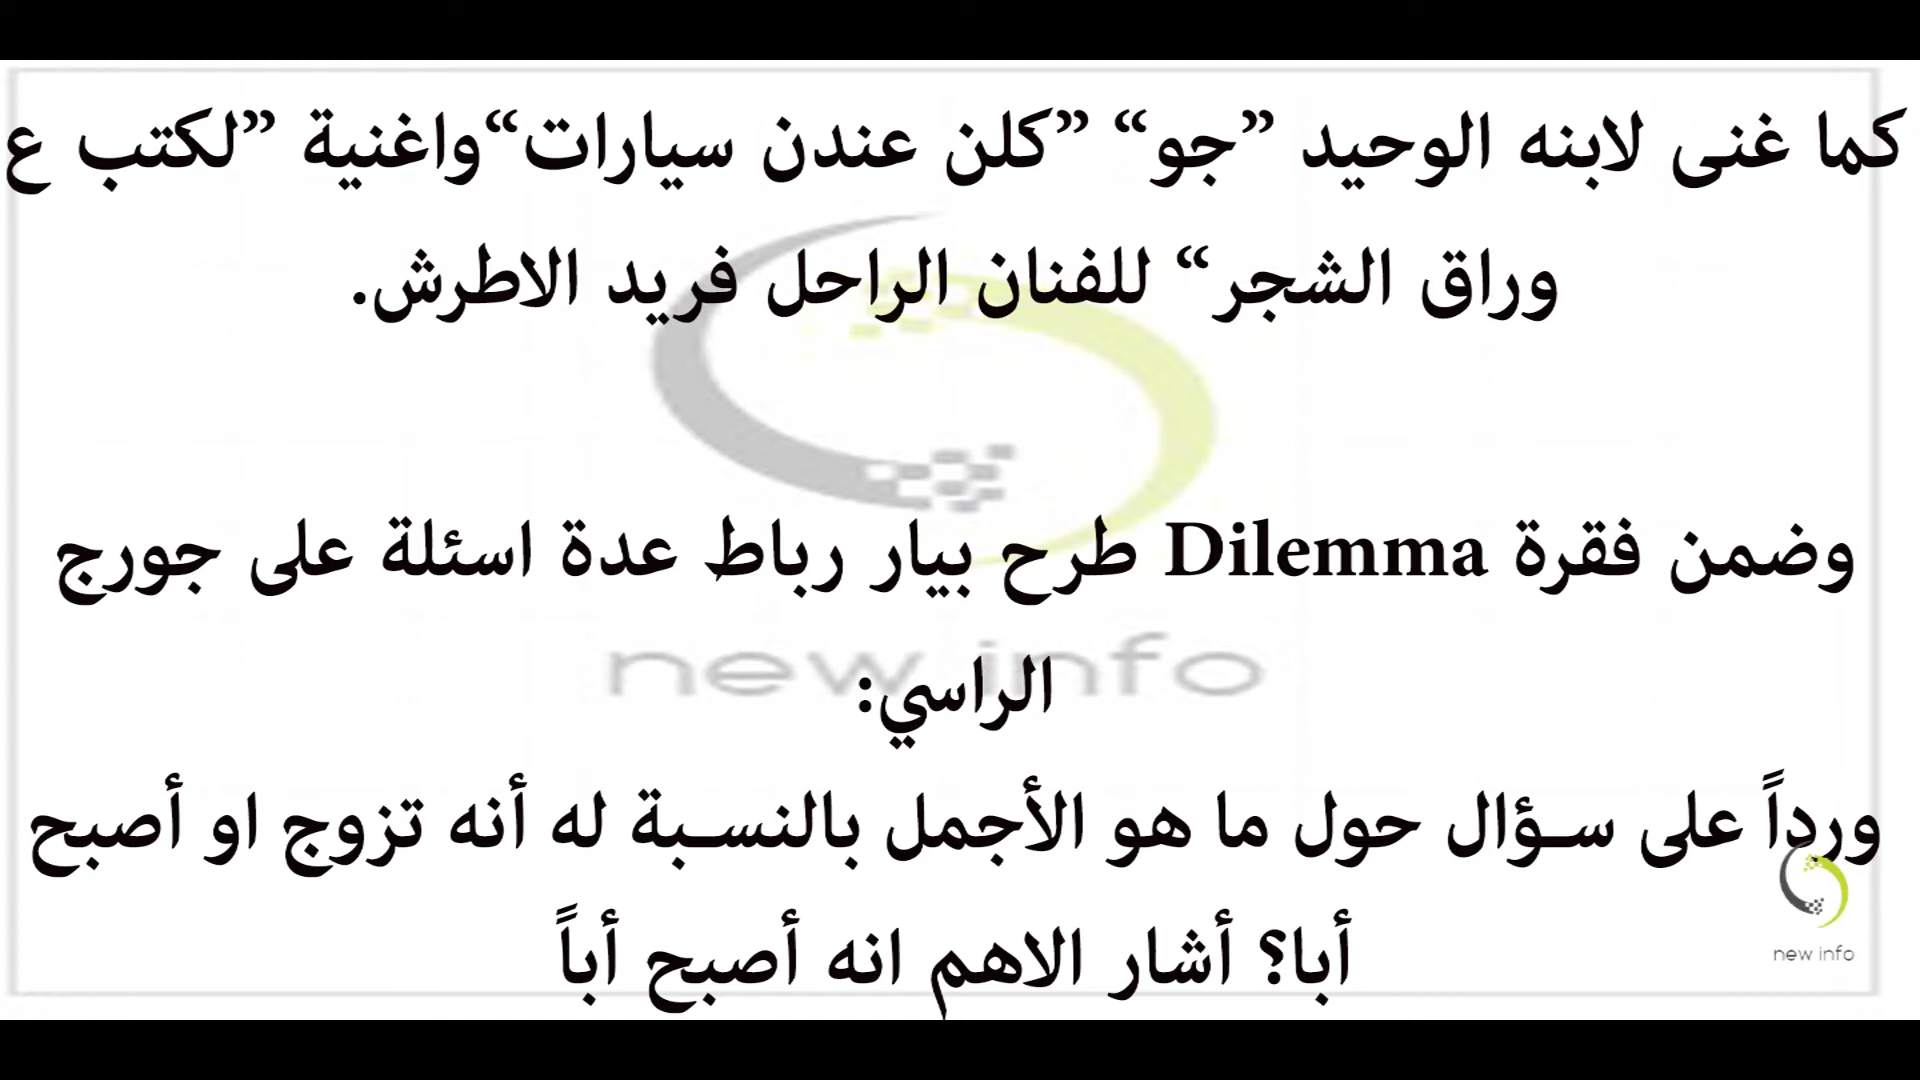 كما غنى لابنه الوحيد ”جو“ ”كلن عندن سيارات“واغنية ”لكتب ع
وراق الشجر“ للفنان الراحل فريد الاطرش.
وضمن فقرة Dilemma طرح بيار رباط عدة اسئلة على جورج
new info
الراسي:
ورداً على سـؤال حول ما هو الأجمل بالنسـبة له أنه تزوج او أصبح
أبا؟ أشار الاهم انه أصبح أباً
new info